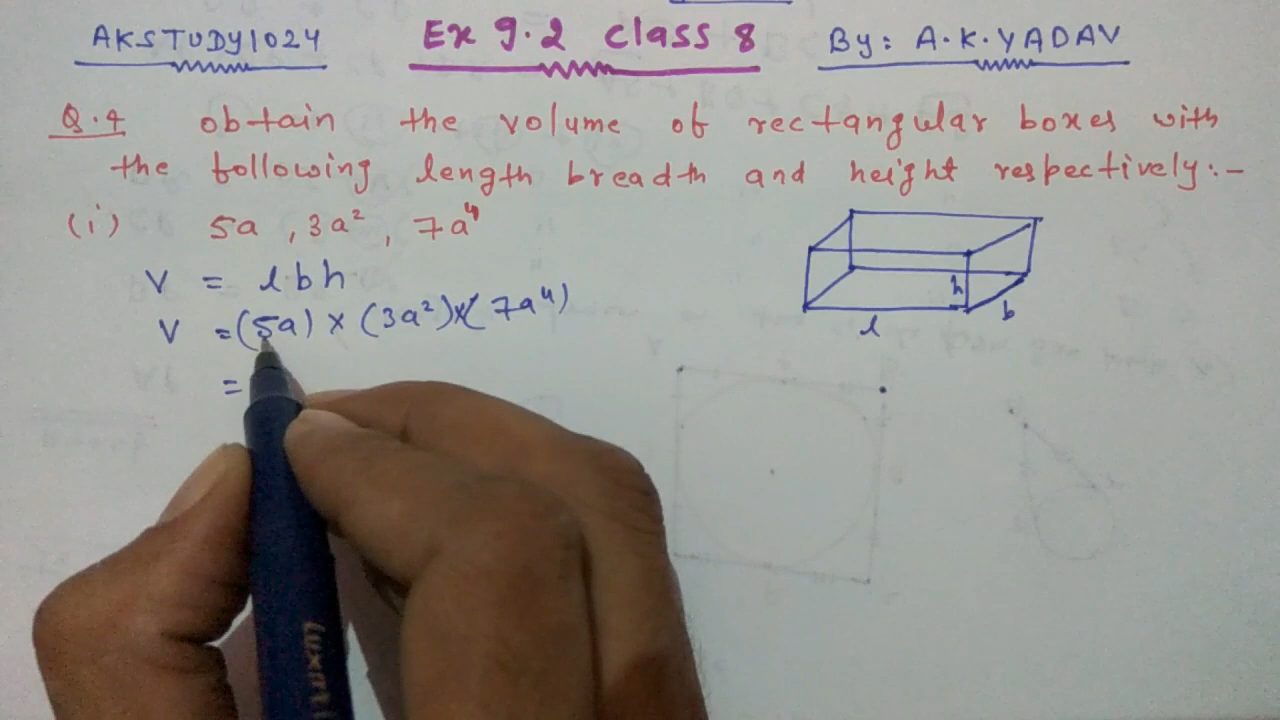 AKSTUDY1024 Ex 9.2 class 8 By: A.K.YADAV
Q.4 obtain the volume of rectangular boxes with
the following length breadth and height respectively:-
(i) 5a, 3a², 7a⁴
V = lbh
V = (5a) × (3a²) × (7a⁴)
=
h
b
l